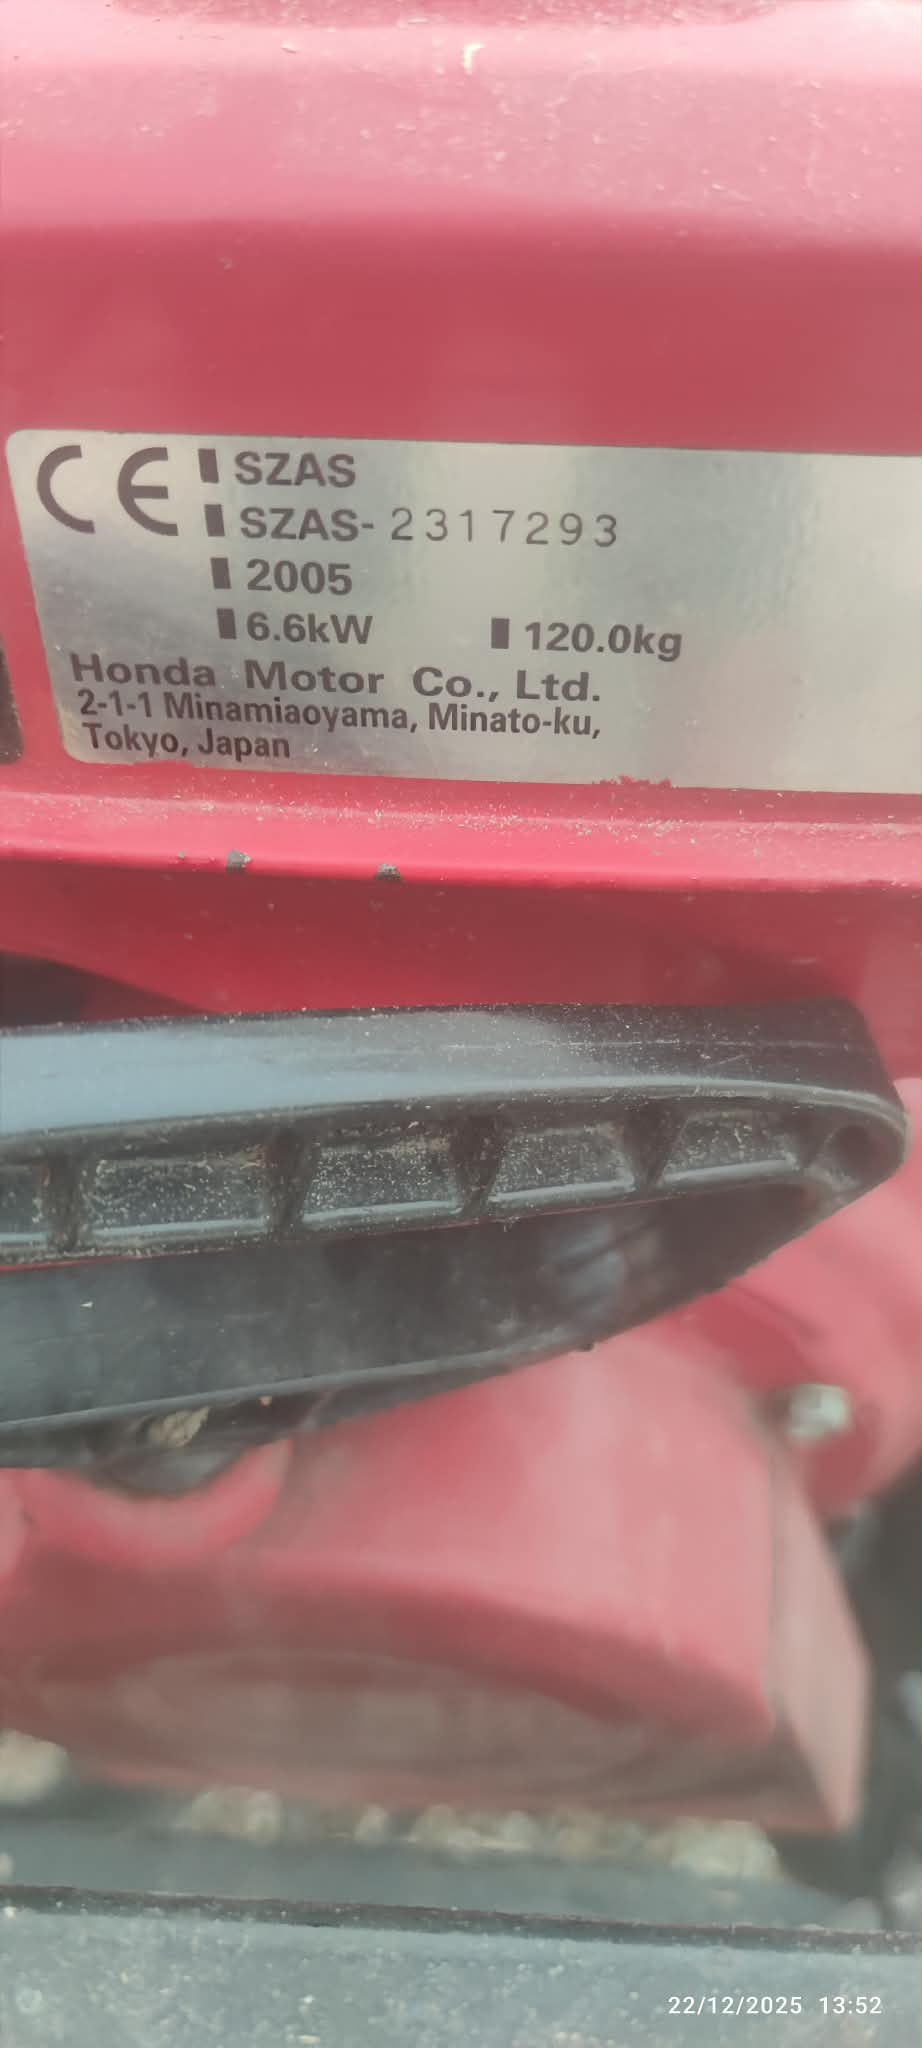 CE SZAS
SZAS-2317293
2005
6.6kW 120.0kg
Honda Motor Co., Ltd.
2-1-1 Minamiaoyama, Minato-ku,
Tokyo, Japan
22/12/2025 13:52